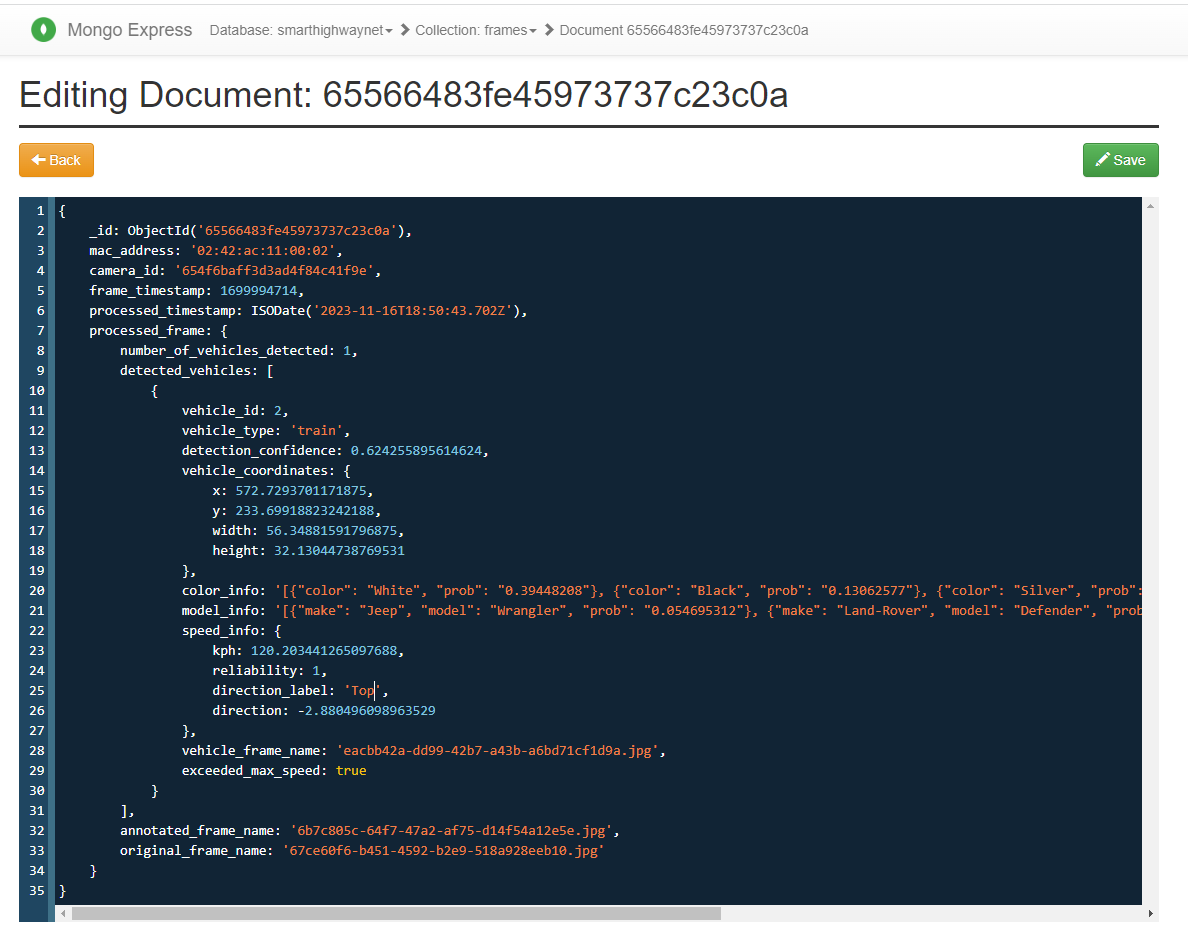 Mongo Express Database: smarthighwaynet Collection: frames Document 65566483fe45973737c23c0a
Editing Document: 65566483fe45973737c23c0a
Back Save
1 {
2 _id: ObjectId('65566483fe45973737c23c0a'),
3 mac_address: '02:42:ac:11:00:02',
4 camera_id: '654f6baff3d3ad4f84c41f9e',
5 frame_timestamp: 1699994714,
6 processed_timestamp: ISODate('2023-11-16T18:50:43.702Z'),
7 processed_frame: {
8 number_of_vehicles_detected: 1,
9 detected_vehicles: [
10 {
11 vehicle_id: 2,
12 vehicle_type: 'train',
13 detection_confidence: 0.624255895614624,
14 vehicle_coordinates: {
15 x: 572.7293701171875,
16 y: 233.69918823242188,
17 width: 56.34881591796875,
18 height: 32.13044738769531
19 },
20 color_info: '[{"color": "White", "prob": "0.39448208"}, {"color": "Black", "prob": "0.13062577"}, {"color": "Silver", "prob":
21 model_info: '[{"make": "Jeep", "model": "Wrangler", "prob": "0.054695312"}, {"make": "Land-Rover", "model": "Defender", "prob
22 speed_info: {
23 kph: 120.203441265097688,
24 reliability: 1,
25 direction_label: 'Top',
26 direction: -2.880496098963529
27 },
28 vehicle_frame_name: 'eacbb42a-dd99-42b7-a43b-a6bd71cf1d9a.jpg',
29 exceeded_max_speed: true
30 }
31 ],
32 annotated_frame_name: '6b7c805c-64f7-47a2-af75-d14f54a12e5e.jpg',
33 original_frame_name: '67ce60f6-b451-4592-b2e9-518a928eeb10.jpg'
34 }
35 }